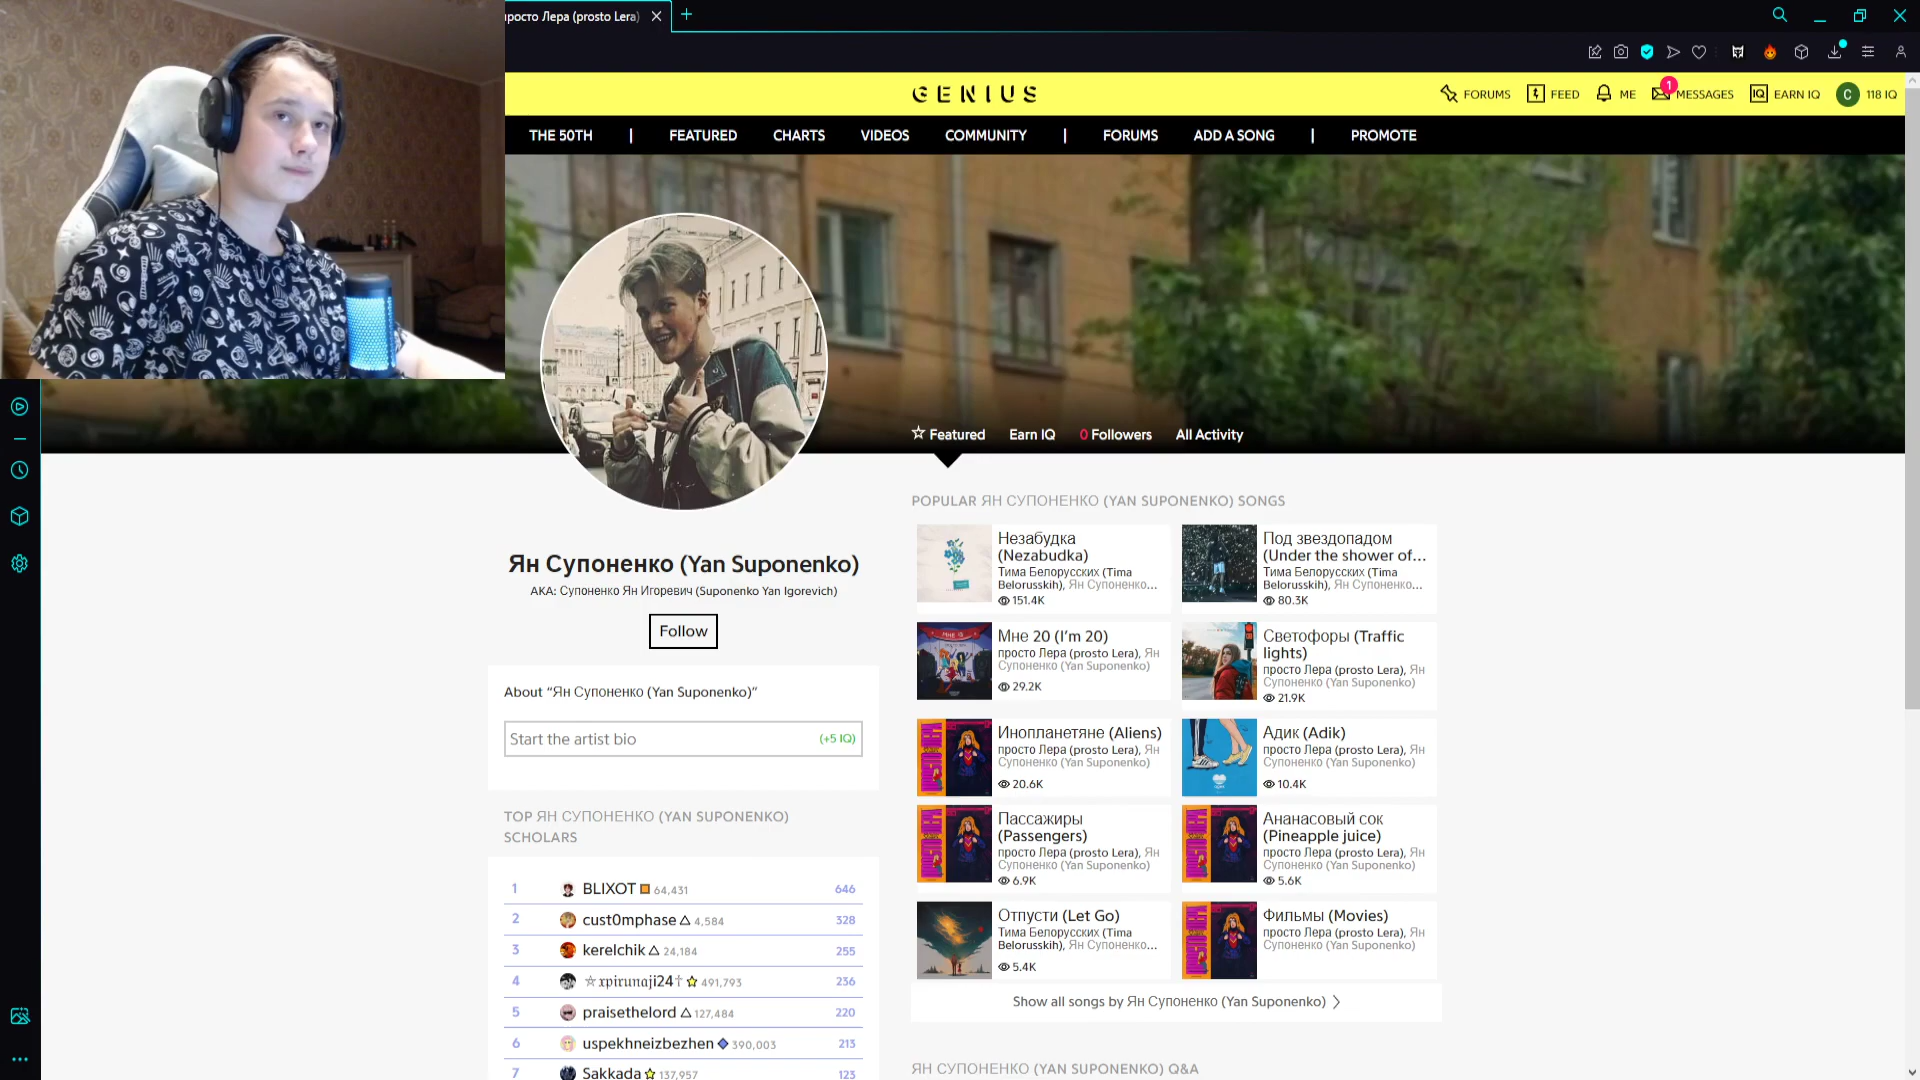 просто Лера (prosto Lera)
GENIUS
FORUMS
FEED
ME
1
MESSAGES
IQ
EARN IQ
C
118 IQ
THE 50TH | FEATURED CHARTS VIDEOS COMMUNITY | FORUMS ADD A SONG | PROMOTE
Featured Earn IQ 0 Followers All Activity
Ян Супоненко (Yan Suponenko)
AKA: Супоненко Ян Игоревич (Suponenko Yan Igorevich)
Follow
About “Ян Супоненко (Yan Suponenko)”
Start the artist bio (+5 IQ)
TOP ЯН СУПОНЕНКО (YAN SUPONENKO)
SCHOLARS
1 BLIXOT 64,431 646
2 cust0mphase 4,584 328
3 kerelchik 24,184 255
4 ☆𝔵𝔭𝔦𝔯𝔲𝔫𝔞𝔧𝔦24† 491,793 236
5 praisethelord 127,484 220
6 uspekhneizbezhen 390,003 213
7 Sakkada 137,957 123
POPULAR ЯН СУПОНЕНКО (YAN SUPONENKO) SONGS
Незабудка
(Nezabudka)
Тима Белорусских (Tima
Belorusskih), Ян Супоненко...
151.4K
Под звездопадом
(Under the shower of...
Тима Белорусских (Tima
Belorusskih), Ян Супоненко...
80.3K
Мне 20 (I’m 20)
просто Лера (prosto Lera), Ян
Супоненко (Yan Suponenko)
29.2K
Светофоры (Traffic
lights)
просто Лера (prosto Lera), Ян
Супоненко (Yan Suponenko)
21.9K
Инопланетяне (Aliens)
просто Лера (prosto Lera), Ян
Супоненко (Yan Suponenko)
20.6K
Адик (Adik)
просто Лера (prosto Lera), Ян
Супоненко (Yan Suponenko)
10.4K
Пассажиры
(Passengers)
просто Лера (prosto Lera), Ян
Супоненко (Yan Suponenko)
6.9K
Ананасовый сок
(Pineapple juice)
просто Лера (prosto Lera), Ян
Супоненко (Yan Suponenko)
5.6K
Отпусти (Let Go)
Тима Белорусских (Tima
Belorusskih), Ян Супоненко...
5.4K
Фильмы (Movies)
просто Лера (prosto Lera), Ян
Супоненко (Yan Suponenko)
Show all songs by Ян Супоненко (Yan Suponenko)
ЯН СУПОНЕНКО (YAN SUPONENKO) Q&A